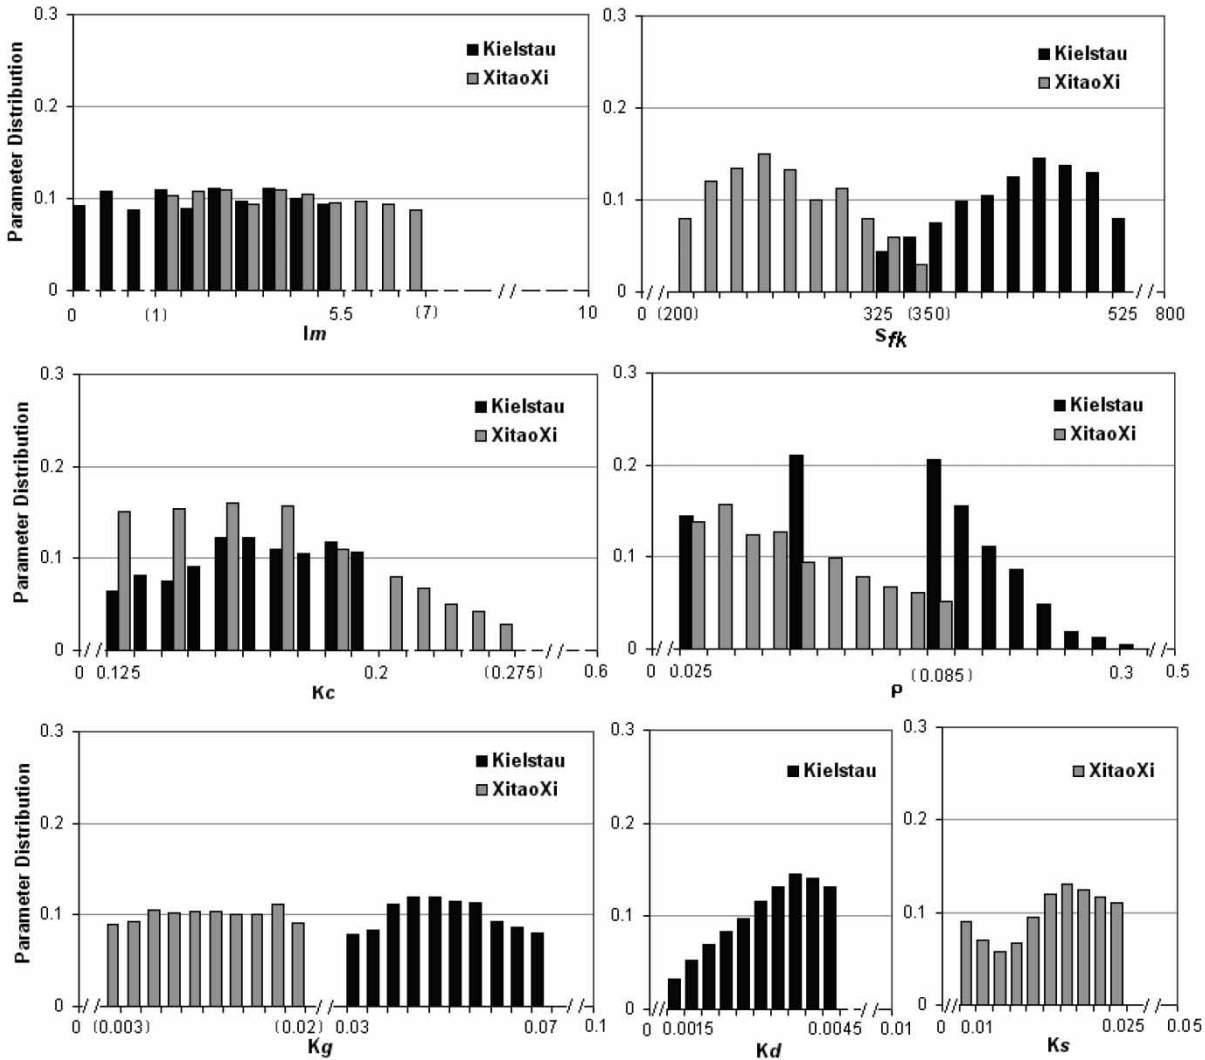 0.3
0.2
0.1
0
Parameter Distribution
Kielstau
XitaoXi
0 (1) 5.5 (7) 10
Im
0.3
0.2
0.1
0
Kielstau
XitaoXi
0 (200) 325 (350) 525 800
Sfk
0.3
0.2
0.1
0
Parameter Distribution
Kielstau
XitaoXi
0 0.125 0.2 (0.275) 0.6
Kc
0.3
0.2
0.1
0
Kielstau
XitaoXi
0 0.025 (0.085) 0.3 0.5
ρ
0.3
0.2
0.1
0
Parameter Distribution
Kielstau
XitaoXi
0 (0.003) (0.02) 0.03 0.07 0.1
Kg
0.3
0.2
0.1
0
Kielstau
0 0.0015 0.0045 0.01
Kd
0.3
0.2
0.1
0
XitaoXi
0 0.01 0.025 0.05
Ks